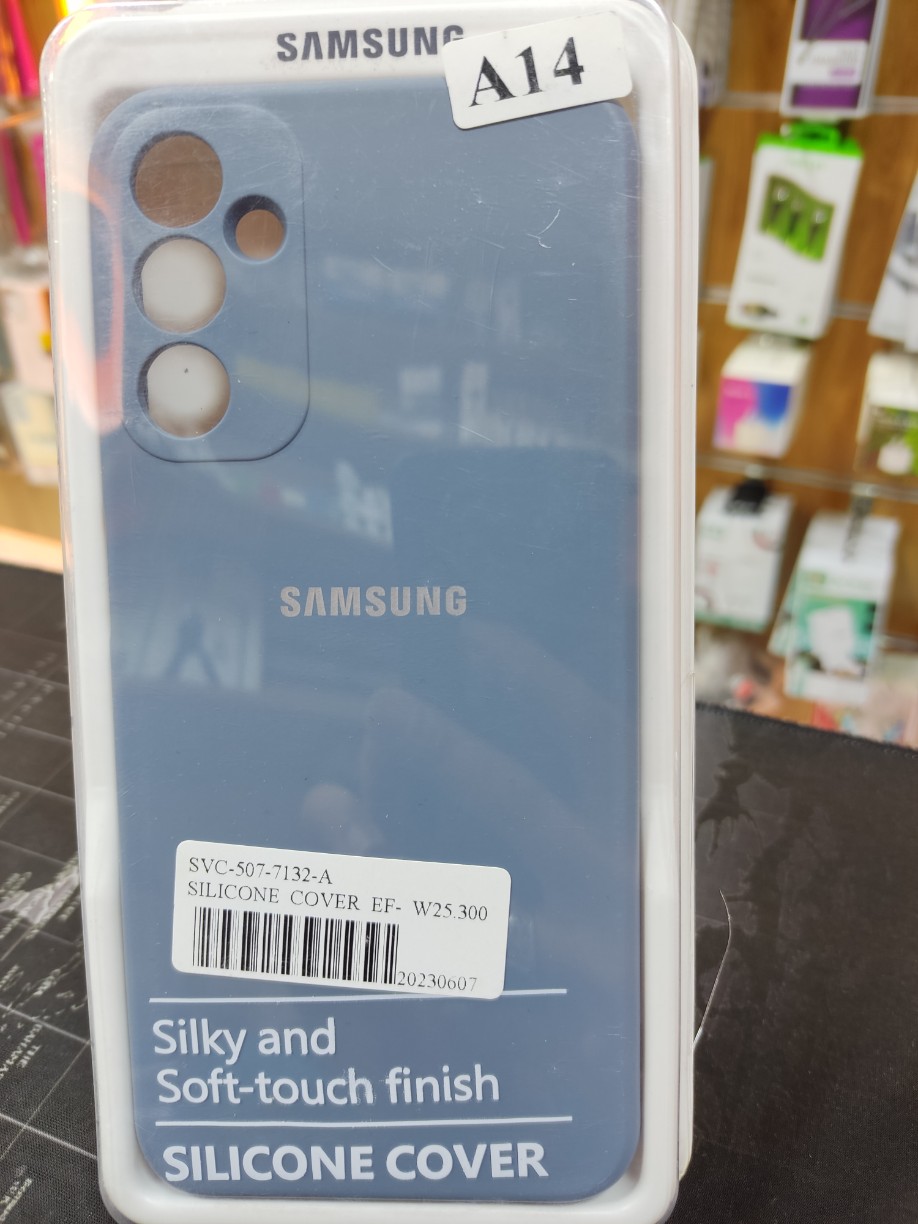 SAMSUNG
A14
SAMSUNG
SVC-507-7132-A
SILICONE COVER EF- W25.300
20230607
Silky and
Soft-touch finish
SILICONE COVER